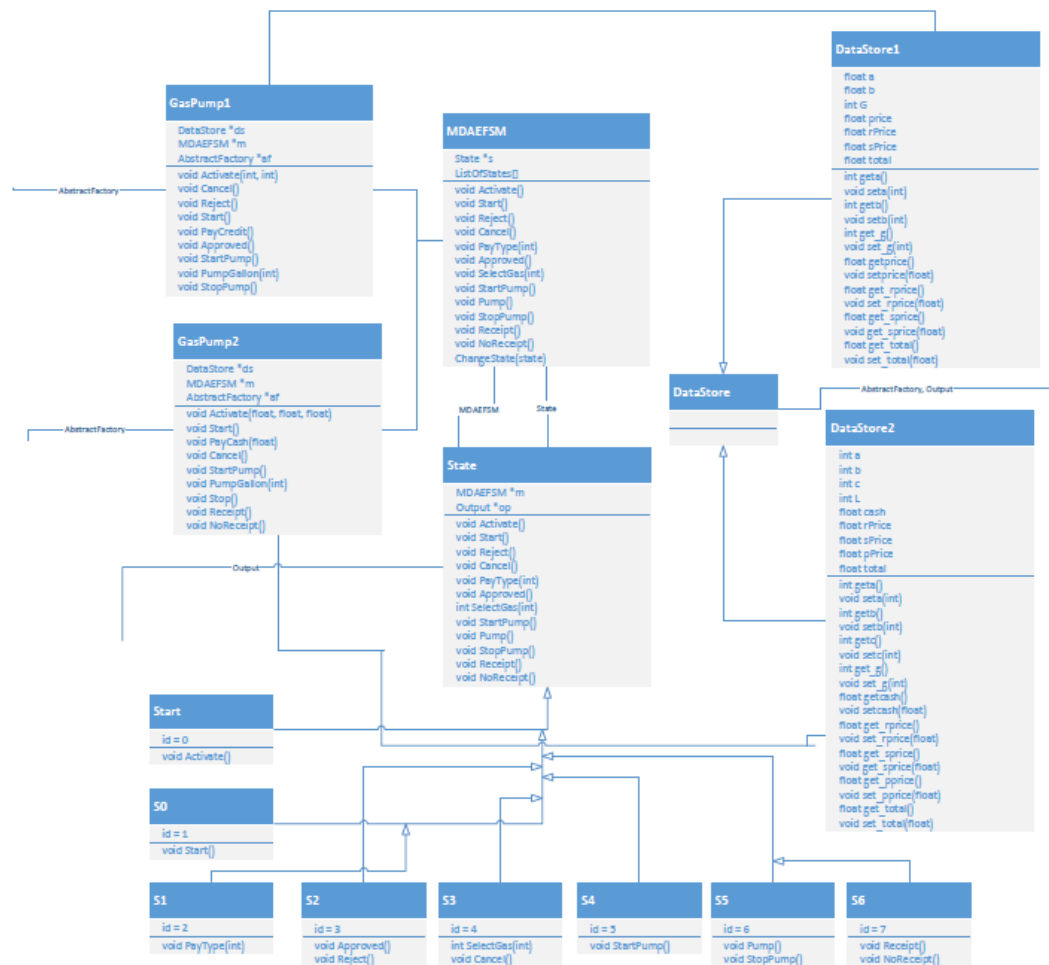 DataStore1
float a
float b
int G
float price
float rPrice
float sPrice
float total
int geta()
void seta(int)
int getb()
void setb(int)
int get_g()
void set_g(int)
float getprice()
void setprice(float)
float get_rprice()
void set_rprice(float)
float get_sprice()
void get_sprice(float)
float get_total()
void set_total(float)
GasPump1
DataStore *ds
MDAEFSM *m
AbstractFactory *af
void Activate(int, int)
void Cancel()
void Reject()
void Start()
void PayCredit()
void Approved()
void StartPump()
void PumpGallon(int)
void StopPump()
AbstractFactory
MDAEFSM
State *s
ListOfStates[]
void Activate()
void Start()
void Reject()
void Cancel()
void PayType(int)
void Approved()
void SelectGas(int)
void StartPump()
void Pump()
void StopPump()
void Receipt()
void NoReceipt()
ChangeState(state)
GasPump2
DataStore *ds
MDAEFSM *m
AbstractFactory *af
void Activate(float, float, float)
void Start()
void PayCash(float)
void Cancel()
void StartPump()
void PumpGallon(int)
void Stop()
void Receipt()
void NoReceipt()
AbstractFactory
MDAEFSM
State
DataStore
AbstractFactory, Output
DataStore2
int a
int b
int c
int L
float cash
float rPrice
float sPrice
float pPrice
float total
int geta()
void seta(int)
int getb()
void setb(int)
int getc()
void setc(int)
int get_g()
void set_g(int)
float getcash()
void setcash(float)
float get_rprice()
void set_rprice(float)
float get_sprice()
void get_sprice(float)
float get_pprice()
void set_pprice(float)
float get_total()
void set_total(float)
State
MDAEFSM *m
Output *op
void Activate()
void Start()
void Reject()
void Cancel()
void PayType(int)
void Approved()
int SelectGas(int)
void StartPump()
void Pump()
void StopPump()
void Receipt()
void NoReceipt()
Output
Start
id = 0
void Activate()
S0
id = 1
void Start()
S1
id = 2
void PayType(int)
S2
id = 3
void Approved()
void Reject()
S3
id = 4
int SelectGas(int)
void Cancel()
S4
id = 5
void StartPump()
S5
id = 6
void Pump()
void StopPump()
S6
id = 7
void Receipt()
void NoReceipt()